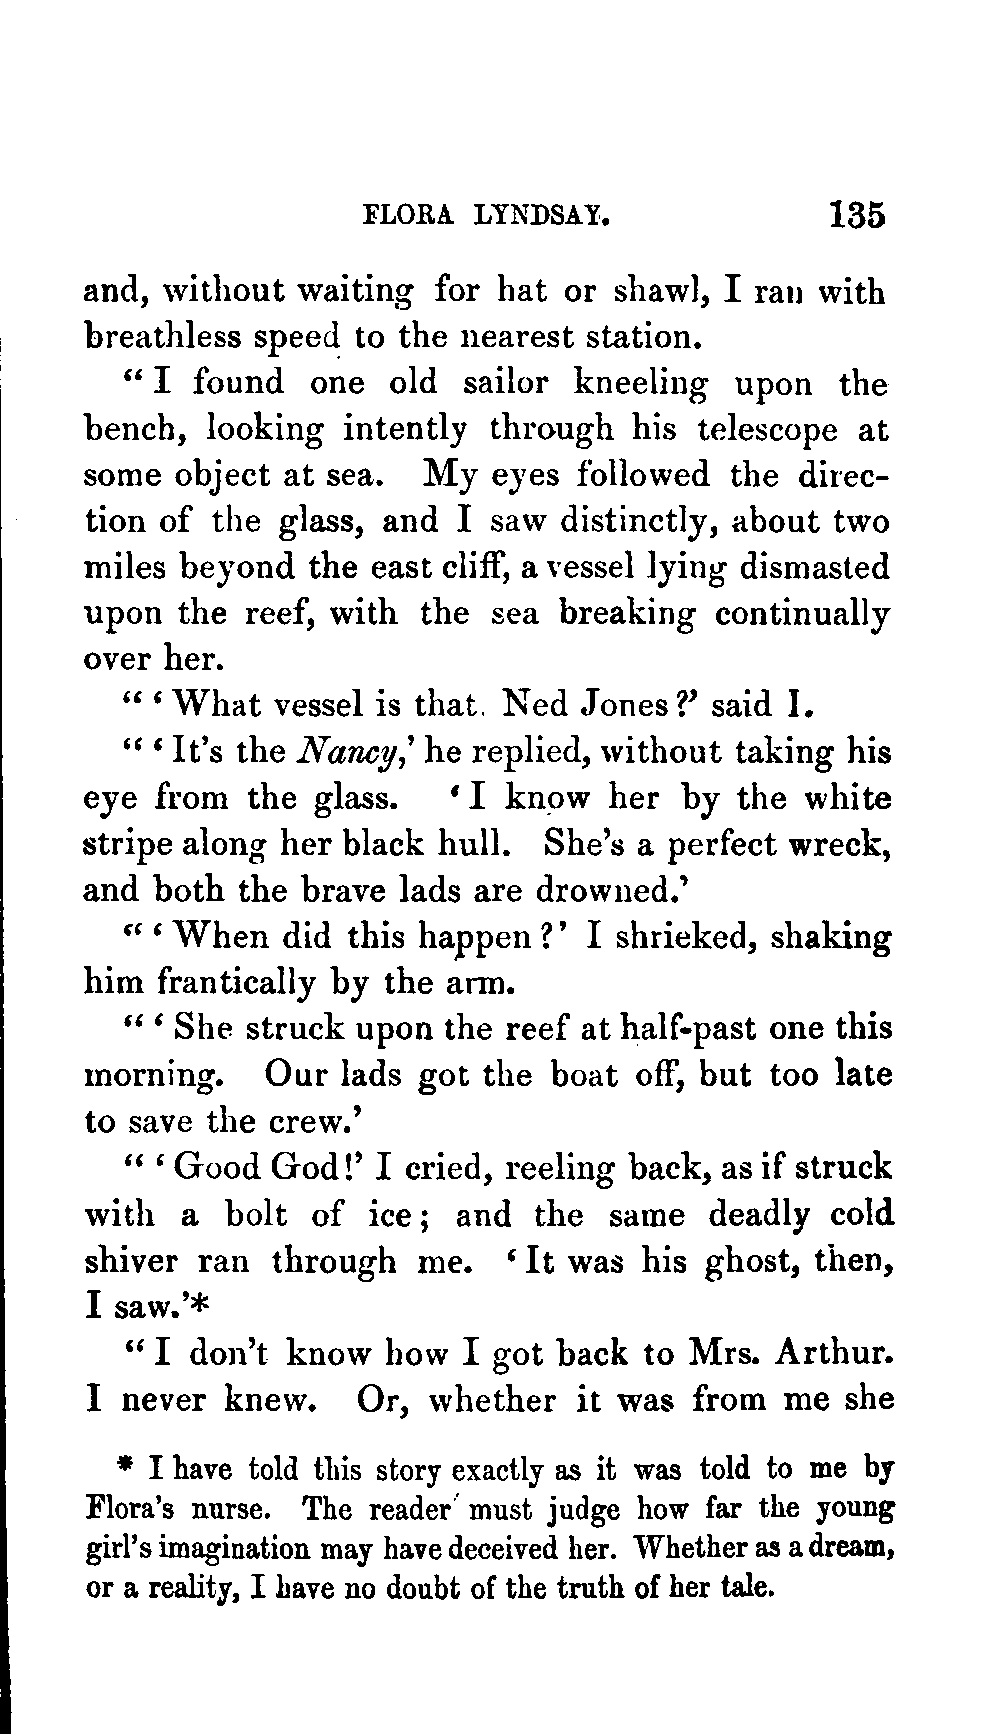 FLORA LYNDSAY. 135
and, without waiting for hat or shawl, I ran with
breathless speed to the nearest station.
“ I found one old sailor kneeling upon the
bench, looking intently through his telescope at
some object at sea. My eyes followed the direc-
tion of the glass, and I saw distinctly, about two
miles beyond the east cliff, a vessel lying dismasted
upon the reef, with the sea breaking continually
over her.
“ ‘ What vessel is that. Ned Jones ?’ said I.
“ ‘ It’s the Nancy,’ he replied, without taking his
eye from the glass. ‘ I know her by the white
stripe along her black hull. She’s a perfect wreck,
and both the brave lads are drowned.’
“ ‘ When did this happen ?’ I shrieked, shaking
him frantically by the arm.
“ ‘ She struck upon the reef at half-past one this
morning. Our lads got the boat off, but too late
to save the crew.’
“ ‘ Good God !’ I cried, reeling back, as if struck
with a bolt of ice ; and the same deadly cold
shiver ran through me. ‘ It was his ghost, then,
I saw.’*
“ I don’t know how I got back to Mrs. Arthur.
I never knew. Or, whether it was from me she
* I have told this story exactly as it was told to me by
Flora’s nurse. The reader must judge how far the young
girl’s imagination may have deceived her. Whether as a dream,
or a reality, I have no doubt of the truth of her tale.